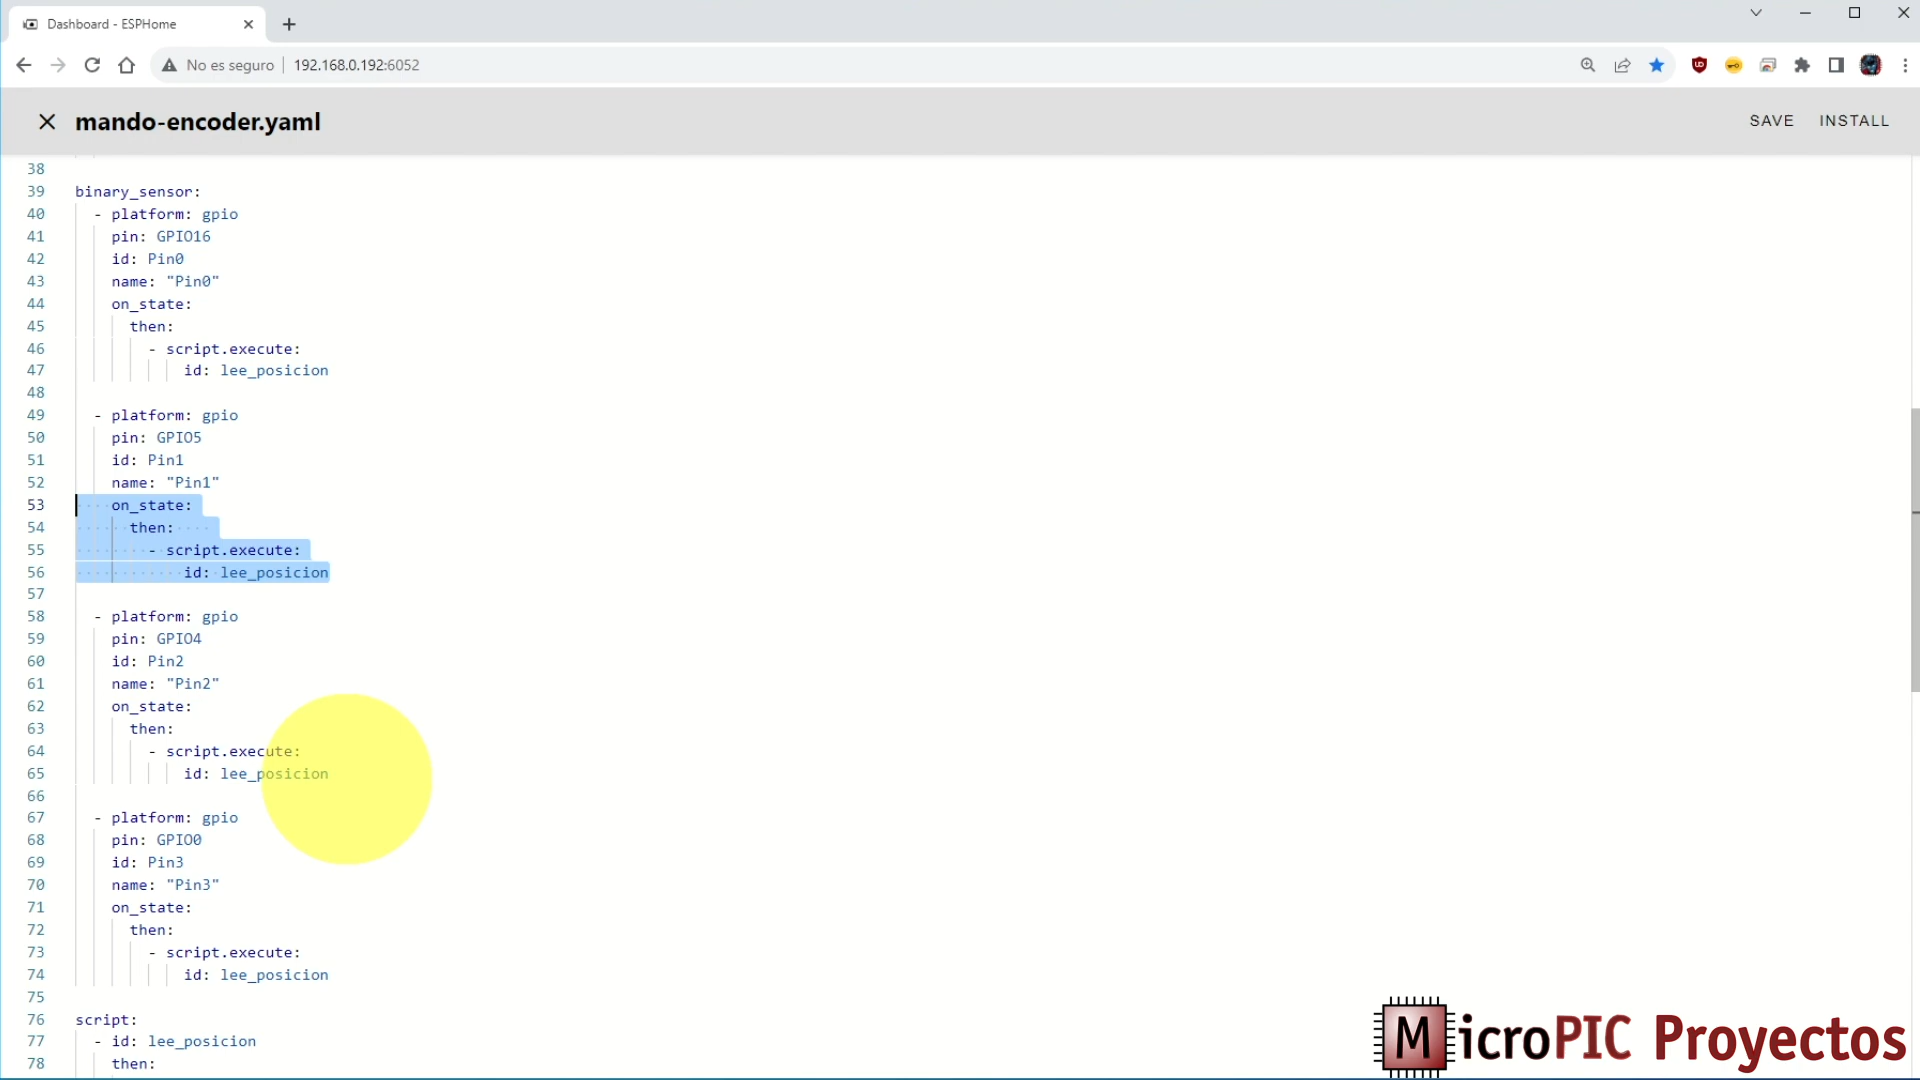 Dashboard - ESPHome
No es seguro 192.168.0.192:6052
mando-encoder.yaml
SAVE INSTALL
38
39 binary_sensor:
40 - platform: gpio
41 pin: GPIO16
42 id: Pin0
43 name: "Pin0"
44 on_state:
45 then:
46 - script.execute:
47 id: lee_posicion
48
49 - platform: gpio
50 pin: GPIO5
51 id: Pin1
52 name: "Pin1"
53 on_state:
54 then:
55 - script.execute:
56 id: lee_posicion
57
58 - platform: gpio
59 pin: GPIO4
60 id: Pin2
61 name: "Pin2"
62 on_state:
63 then:
64 - script.execute:
65 id: lee_posicion
66
67 - platform: gpio
68 pin: GPIO0
69 id: Pin3
70 name: "Pin3"
71 on_state:
72 then:
73 - script.execute:
74 id: lee_posicion
75
76 script:
77 - id: lee_posicion
78 then:
MicroPIC Proyectos